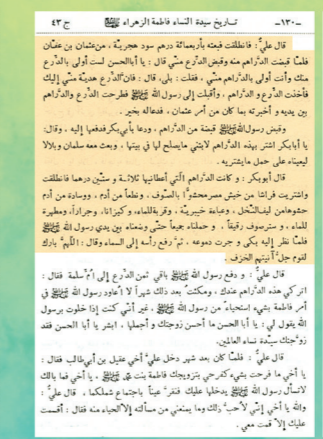 -١٣٠- تاريخ سيدة النساء فاطمة الزهراء ج ٤٣
قال علي : فانطلقت فبعته بأربعمائة درهم سود هجرية ، من عثمان بن عفان
فلما قبضت الدراهم منه وقبض الدرع مني قال : يا أبا الحسن لست أولى بالدرع
منك وأنت أولى بالدراهم مني ، فقلت : بلى ، قال : فان الدرع هدية مني إليك
فأخذت الدرع والدراهم ، وأقبلت إلى رسول الله ﷺ فطرحت الدرع والدراهم
بين يديه وأخبرته بما كان من أمر عثمان ، فدعا له بخير .
وقبض رسول الله ﷺ قبضة من الدراهم ، ودعا بأبي بكر فدفعها إليه ، وقال:
يا أبا بكر اشتر بهذه الدراهم لابنتي ما يصلح لها في بيتها ، وبعث معه سلمان وبلالا
ليعيناه على حمل ما يشتريه .
قال أبو بكر : وكانت الدراهم التي أعطانيها ثلاثة و ستين درهما فانطلقت
واشتريت فراشا من خيش مصر محشوا بالصوف ، ونطعا من أدم ، ووسادة من أدم
حشوها من ليف النخل ، وعباءة خيبرية ، وقربة للماء ، وكيزانا ، وجرارا، ومطهرة
للماء ، وستر صوف رقيقا ، وحملناه جميعا حتى وضعناه بين يدي رسول الله ﷺ
فلما نظر إليه بكى و جرت دموعه ، ثم رفع رأسه إلى السماء وقال : اللهم بارك
لقوم جل آنيتهم الخزف.
قال علي : و دفع رسول الله ﷺ باقي ثمن الدرع إلى أم سلمة فقال :
اتركي هذه الدراهم عندك ، ومكثت بعد ذلك شهرا لا أعاود رسول الله ﷺ في
أمر فاطمة بشيء استحياء من رسول الله ﷺ ، غير أني كنت إذا خلوت برسول
الله يقول لي : يا أبا الحسن ما أحسن زوجتك و أجملها ، ابشر يا أبا الحسن فقد
زوجتك سيدة نساء العالمين.
قال علي : فلما كان بعد شهر دخل علي أخي عقيل بن أبي طالب فقال :
يا أخي ما فرحت بشيء كفرحي بتزويجك فاطمة بنت محمد ﷺ ، يا أخي فما بالك
لا تسأل رسول الله ﷺ يدخلها عليك فنقر عينا باجتماع شملكما ، قال علي :
والله يا أخي إني لأحب ذلك وما يمنعني من مسألته إلا الحياء منه فقال : أقسمت
عليك إلا قمت معي .